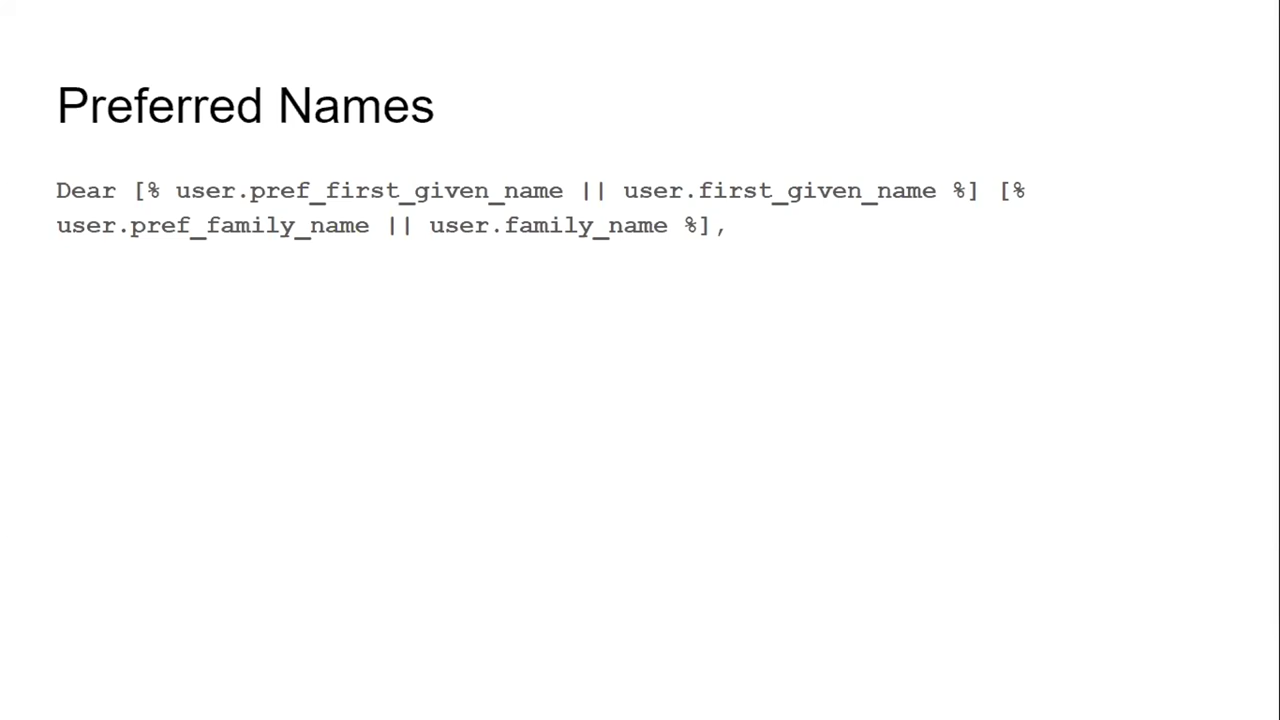 Preferred Names
Dear [% user.pref_first_given_name || user.first_given_name %] [%
user.pref_family_name || user.family_name %],